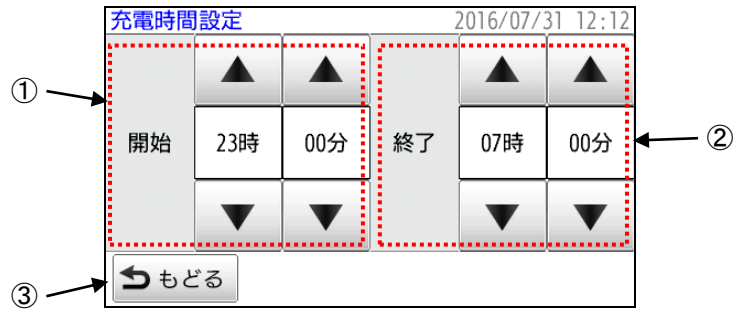 充電時間設定 2016/07/31 12:12
①
開始 23時 00分 終了 07時 00分
②
③
もどる